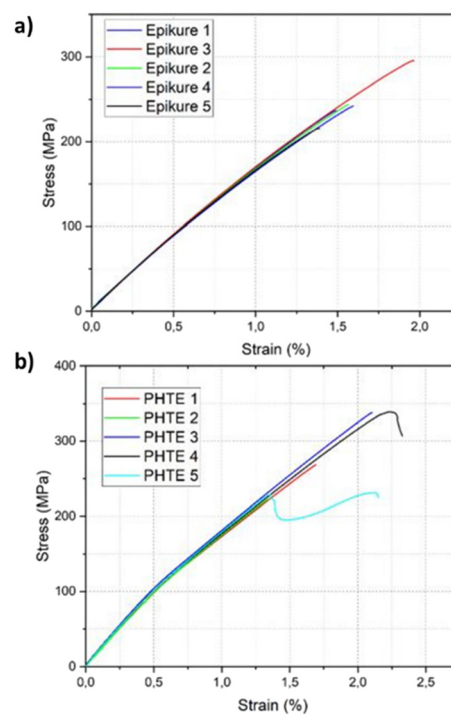 a)
Epikure 1
Epikure 3
Epikure 2
Epikure 4
Epikure 5
300
200
100
0
Stress (MPa)
0,0 0,5 1,0 1,5 2,0
Strain (%)
b)
400
PHTE 1
PHTE 2
PHTE 3
PHTE 4
PHTE 5
300
200
100
0
Stress (MPa)
0,0 0,5 1,0 1,5 2,0 2,5
Strain (%)